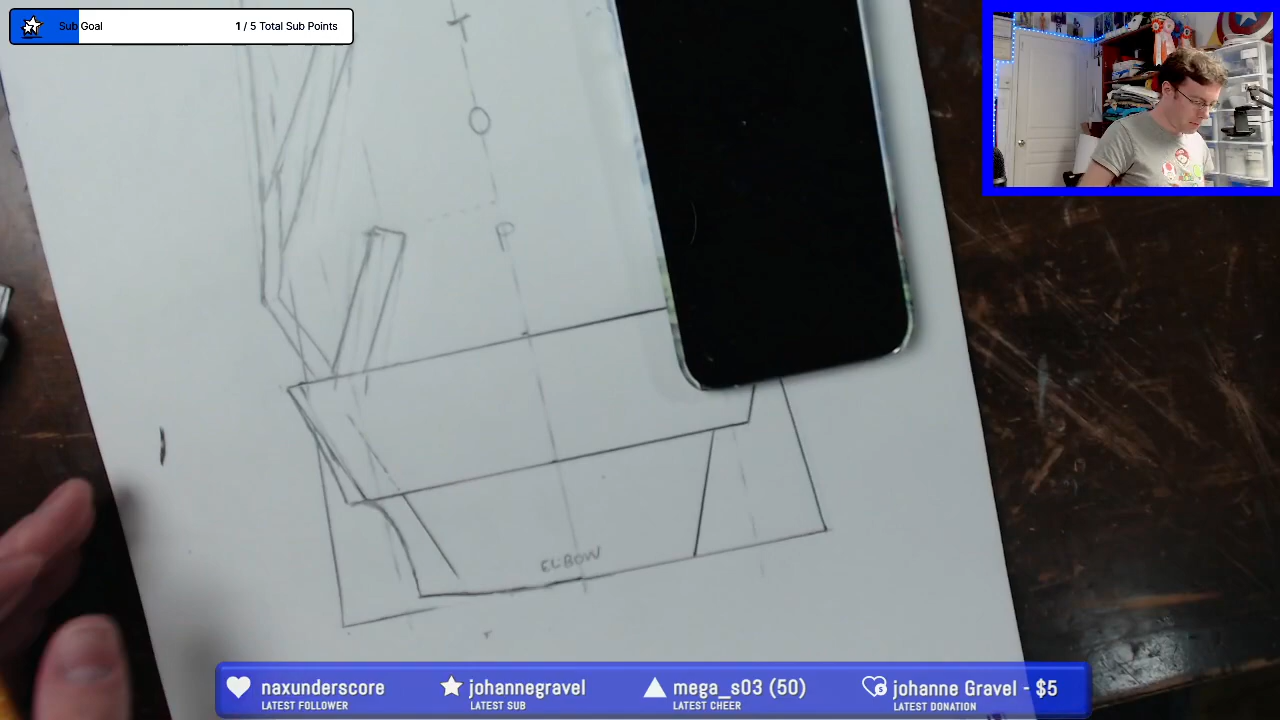 Sub Goal
1 / 5 Total Sub Points
T
O
P
ELBOW
naxunderscore
LATEST FOLLOWER
johannegravel
LATEST SUB
mega_s03 (50)
LATEST CHEER
johanne Gravel - $5
LATEST DONATION